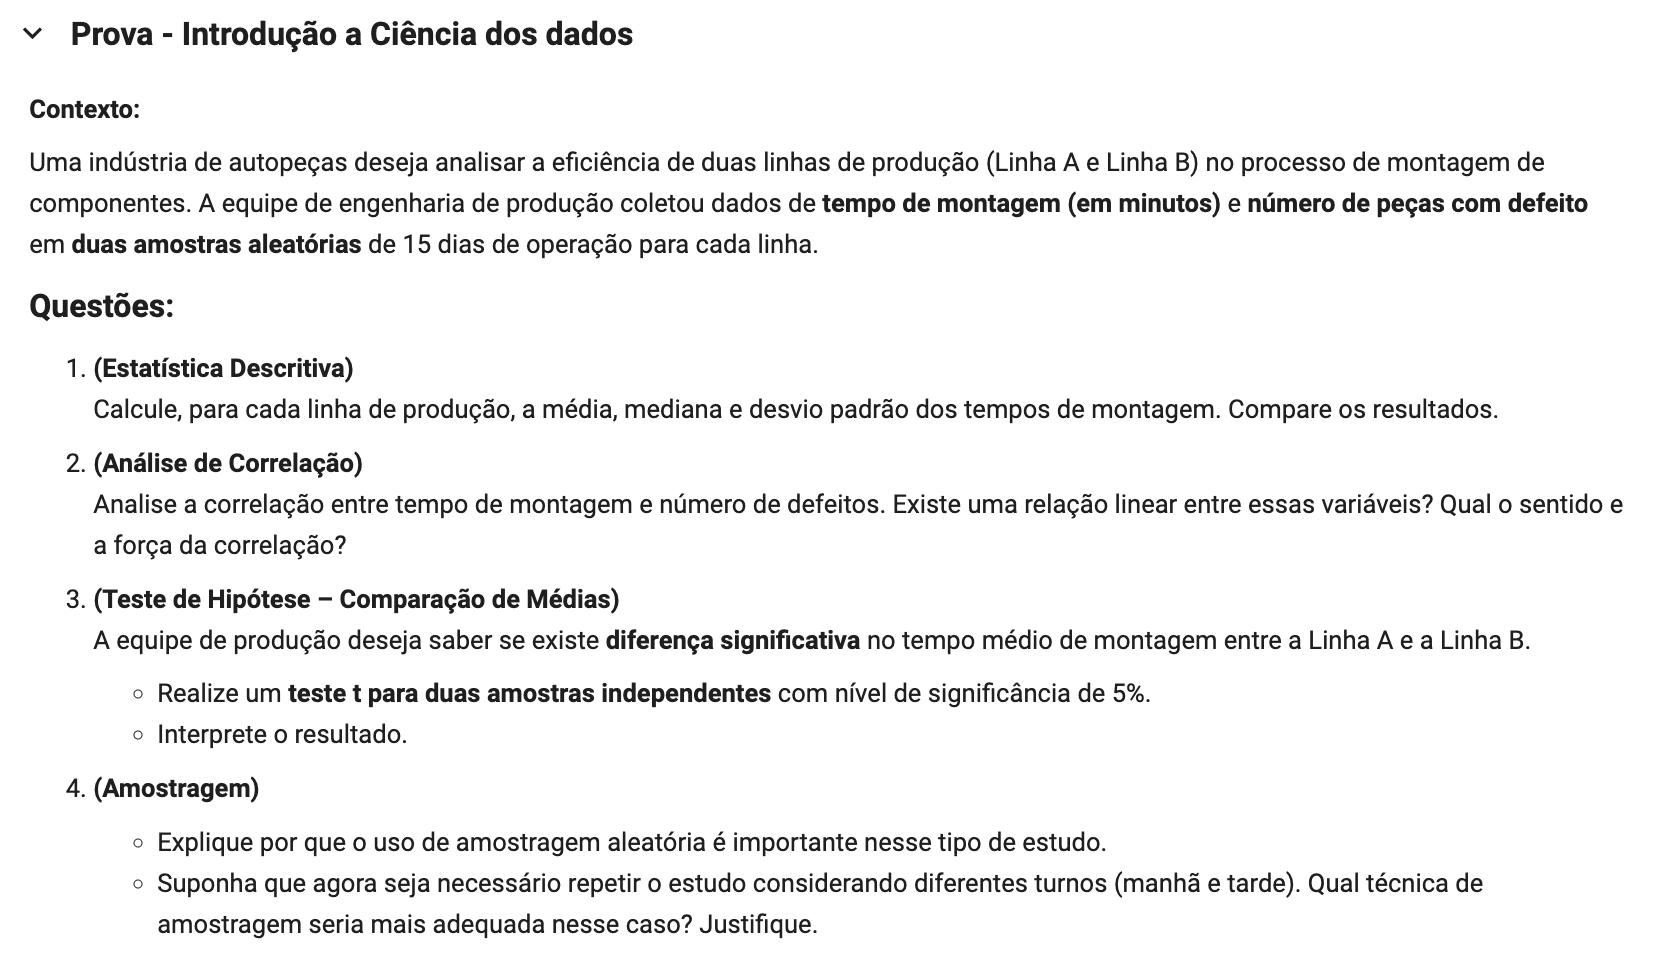 Prova - Introdução a Ciência dos dados
Contexto:
Uma indústria de autopeças deseja analisar a eficiência de duas linhas de produção (Linha A e Linha B) no processo de montagem de
componentes. A equipe de engenharia de produção coletou dados de tempo de montagem (em minutos) e número de peças com defeito
em duas amostras aleatórias de 15 dias de operação para cada linha.
Questões:
1. (Estatística Descritiva)
Calcule, para cada linha de produção, a média, mediana e desvio padrão dos tempos de montagem. Compare os resultados.
2. (Análise de Correlação)
Analise a correlação entre tempo de montagem e número de defeitos. Existe uma relação linear entre essas variáveis? Qual o sentido e
a força da correlação?
3. (Teste de Hipótese – Comparação de Médias)
A equipe de produção deseja saber se existe diferença significativa no tempo médio de montagem entre a Linha A e a Linha B.
◦ Realize um teste t para duas amostras independentes com nível de significância de 5%.
◦ Interprete o resultado.
4. (Amostragem)
◦ Explique por que o uso de amostragem aleatória é importante nesse tipo de estudo.
◦ Suponha que agora seja necessário repetir o estudo considerando diferentes turnos (manhã e tarde). Qual técnica de
amostragem seria mais adequada nesse caso? Justifique.